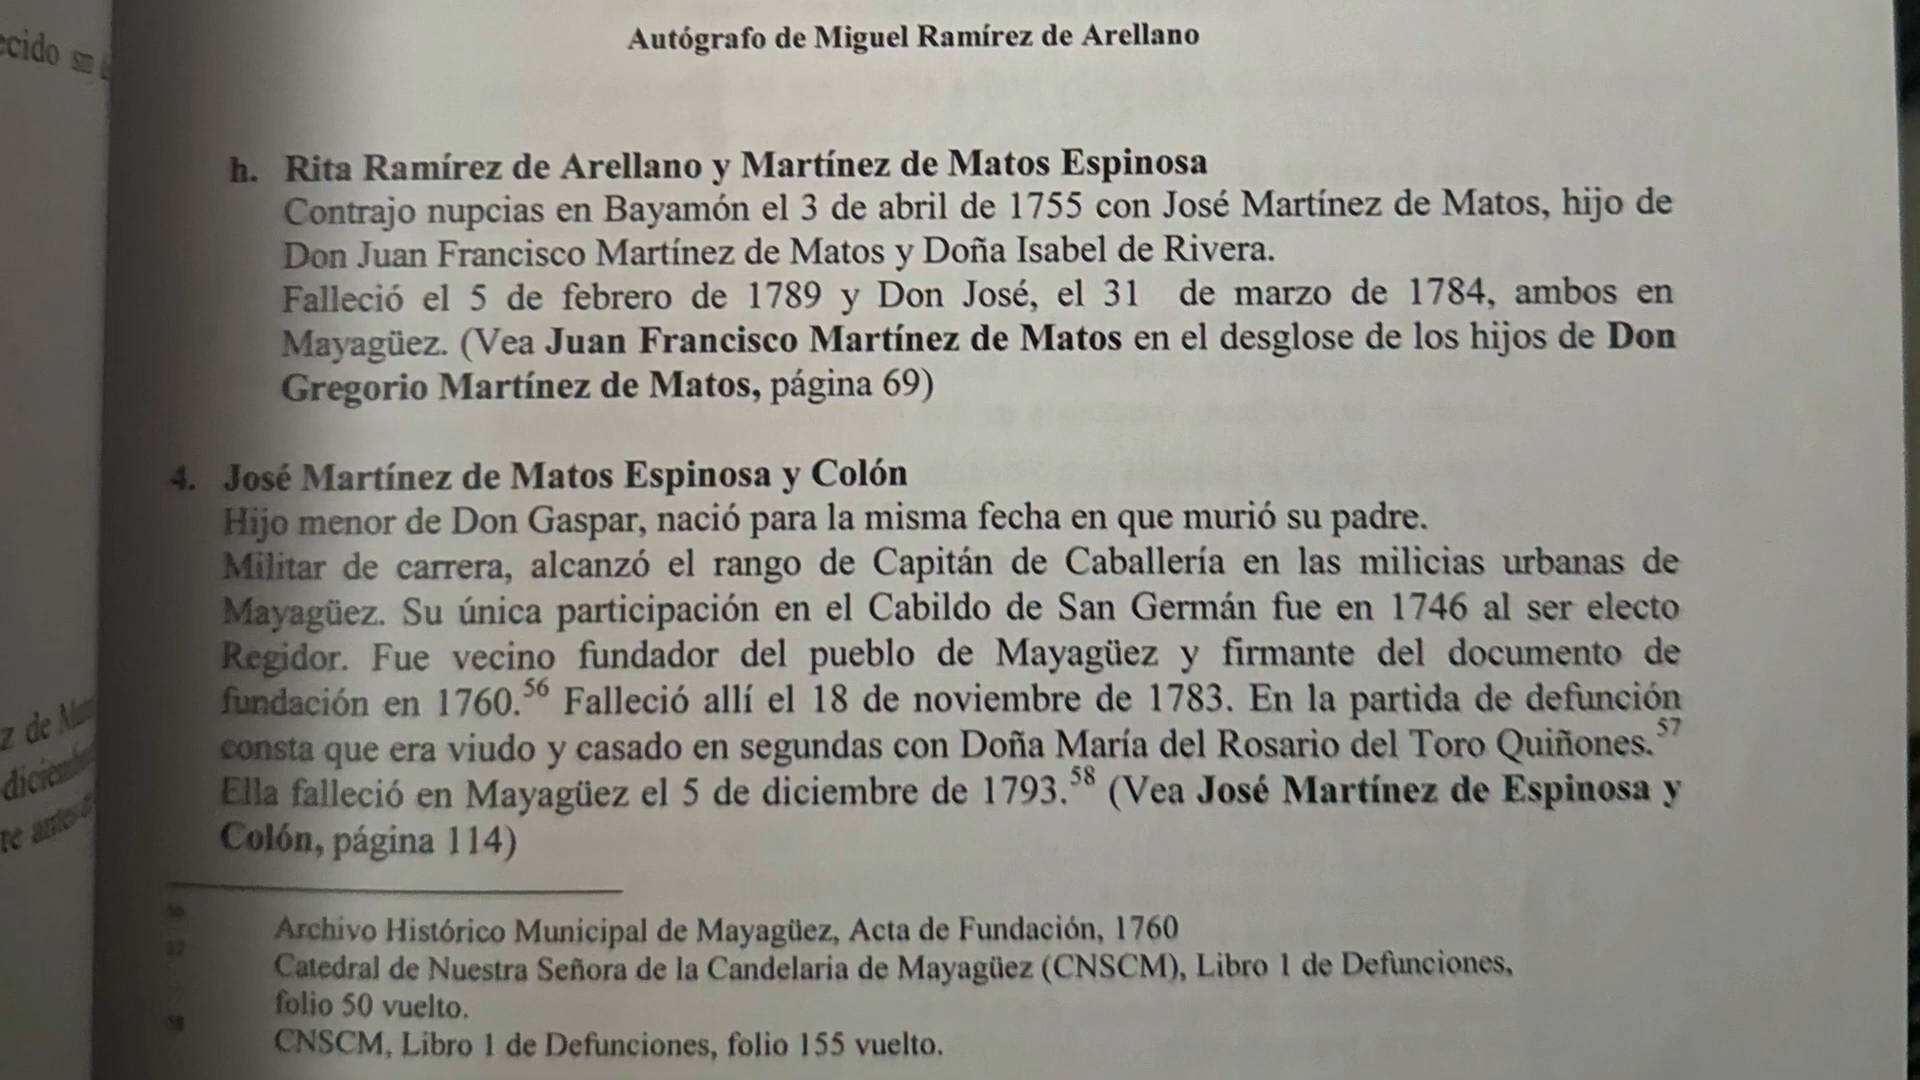 ecido
Autógrafo de Miguel Ramírez de Arellano
h. Rita Ramírez de Arellano y Martínez de Matos Espinosa
Contrajo nupcias en Bayamón el 3 de abril de 1755 con José Martínez de Matos, hijo de
Don Juan Francisco Martínez de Matos y Doña Isabel de Rivera.
Falleció el 5 de febrero de 1789 y Don José, el 31 de marzo de 1784, ambos en
Mayagüez. (Vea Juan Francisco Martínez de Matos en el desglose de los hijos de Don
Gregorio Martínez de Matos, página 69)
4. José Martínez de Matos Espinosa y Colón
Hijo menor de Don Gaspar, nació para la misma fecha en que murió su padre.
Militar de carrera, alcanzó el rango de Capitán de Caballería en las milicias urbanas de
Mayagüez. Su única participación en el Cabildo de San Germán fue en 1746 al ser electo
Regidor. Fue vecino fundador del pueblo de Mayagüez y firmante del documento de
fundación en 1760.56 Falleció allí el 18 de noviembre de 1783. En la partida de defunción
consta que era viudo y casado en segundas con Doña María del Rosario del Toro Quiñones.57
Ella falleció en Mayagüez el 5 de diciembre de 1793.58 (Vea José Martínez de Espinosa y
Colón, página 114)
56 Archivo Histórico Municipal de Mayagüez, Acta de Fundación, 1760
57 Catedral de Nuestra Señora de la Candelaria de Mayagüez (CNSCM), Libro 1 de Defunciones,
folio 50 vuelto.
58 CNSCM, Libro 1 de Defunciones, folio 155 vuelto.
z de